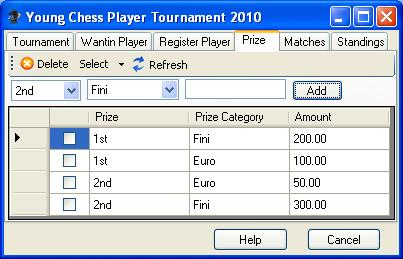 Young Chess Player Tournament 2010
Tournament Wantin Player Register Player Prize Matches Standings
Delete Select Refresh
2nd Fini Add
Prize Prize Category Amount
1st Fini 200.00
1st Euro 100.00
2nd Euro 50.00
2nd Fini 300.00
Help Cancel